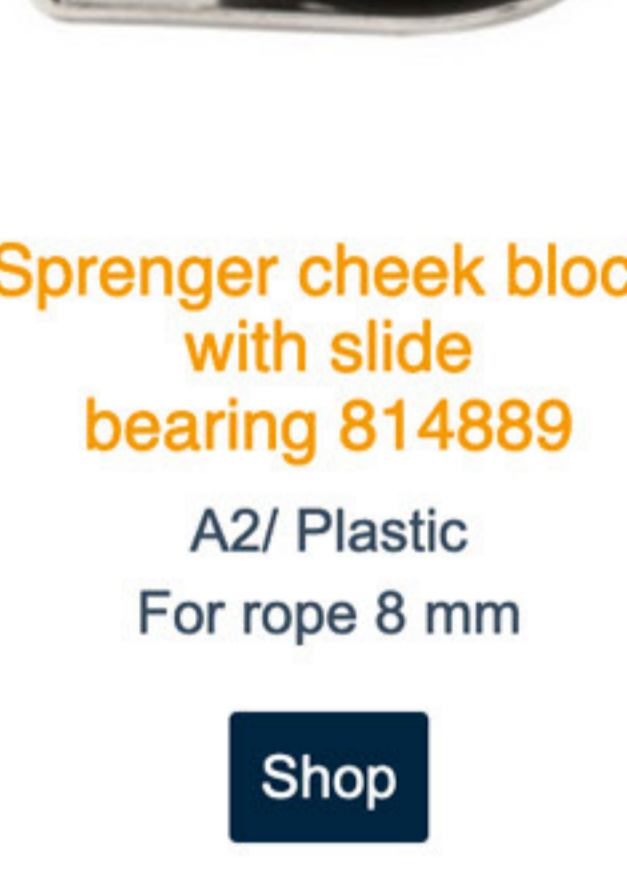 Sprenger cheek bloc
with slide
bearing 814889
A2/ Plastic
For rope 8 mm
Shop